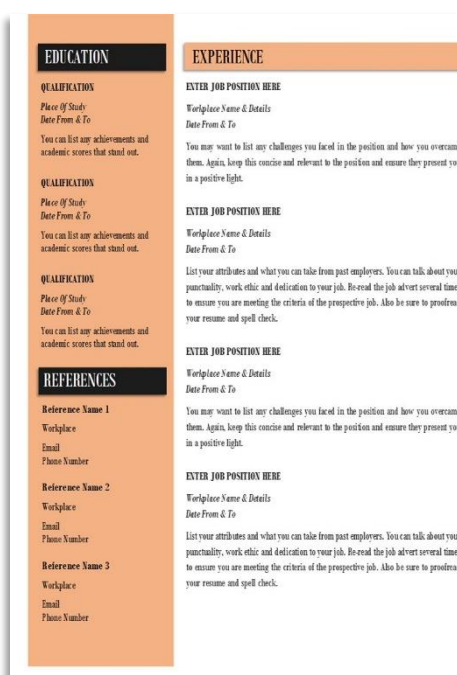 EDUCATION
QUALIFICATION
Place Of Study
Date From & To
You can list any achievements and
academic scores that stand out.
QUALIFICATION
Place Of Study
Date From & To
You can list any achievements and
academic scores that stand out.
QUALIFICATION
Place Of Study
Date From & To
You can list any achievements and
academic scores that stand out.
REFERENCES
Reference Name 1
Workplace
Email
Phone Number
Reference Name 2
Workplace
Email
Phone Number
Reference Name 3
Workplace
Email
Phone Number
EXPERIENCE
ENTER JOB POSITION HERE
Workplace Name & Details
Date From & To
You may want to list any challenges you faced in the position and how you overcam
them. Again, keep this concise and relevant to the position and ensure they present yo
in a positive light.
ENTER JOB POSITION HERE
Workplace Name & Details
Date From & To
List your attributes and what you can take from past employers. You can talk about you
punctuality, work ethic and dedication to your job. Re-read the job advert several time
to ensure you are meeting the criteria of the prospective job. Also be sure to proofrea
your resume and spell check.
ENTER JOB POSITION HERE
Workplace Name & Details
Date From & To
You may want to list any challenges you faced in the position and how you overcam
them. Again, keep this concise and relevant to the position and ensure they present yo
in a positive light.
ENTER JOB POSITION HERE
Workplace Name & Details
Date From & To
List your attributes and what you can take from past employers. You can talk about you
punctuality, work ethic and dedication to your job. Re-read the job advert several time
to ensure you are meeting the criteria of the prospective job. Also be sure to proofrea
your resume and spell check.